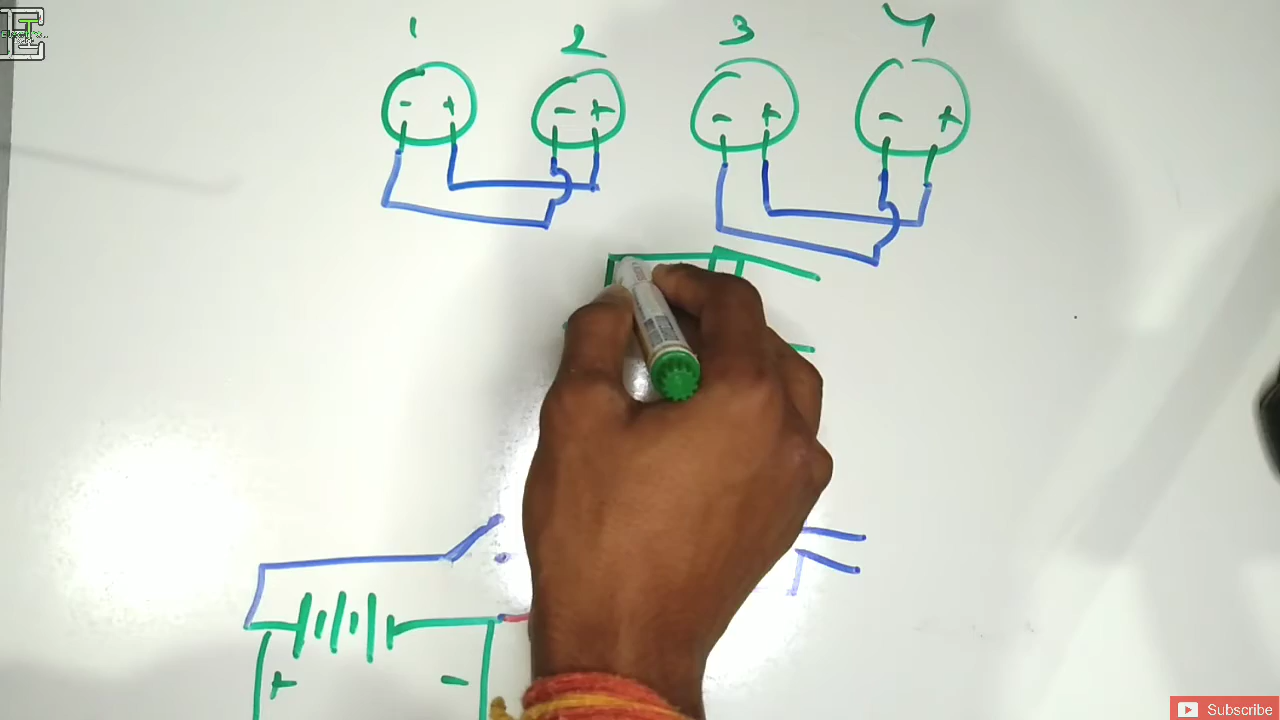 1 2 3 4
- + - + - + - +
+ -
Subscribe